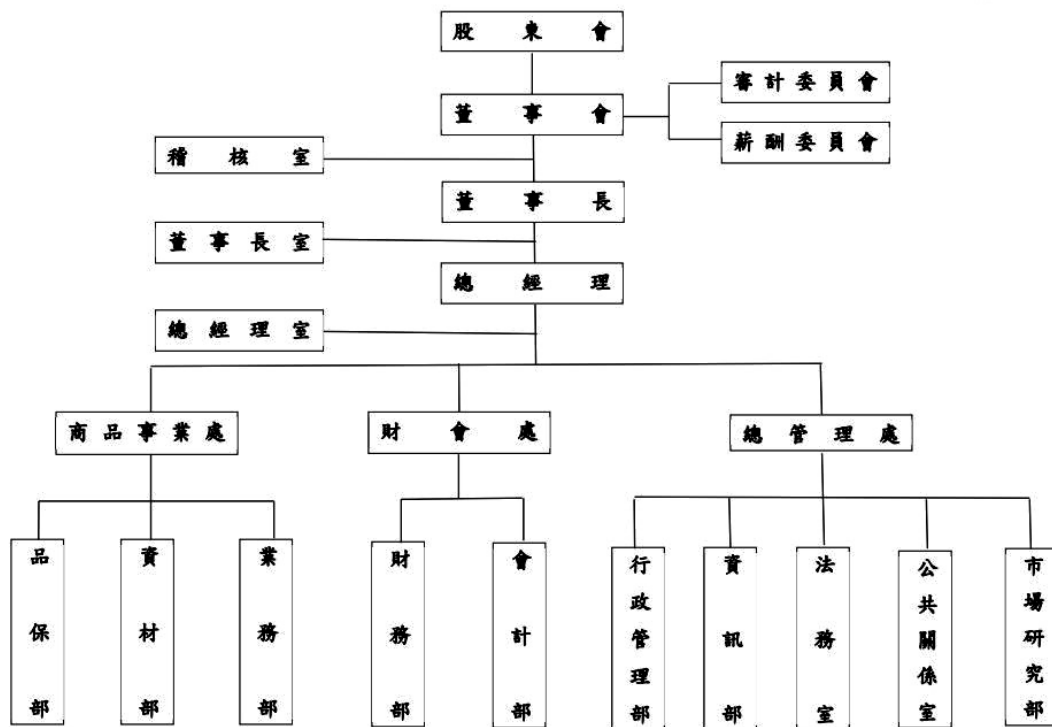 股東會
董事會
審計委員會
薪酬委員會
稽核室
董事長
董事長室
總經理
總經理室
商品事業處
財會處
總管理處
品保部
資材部
業務部
財務部
會計部
行政管理部
資訊部
法務室
公共關係室
市場研究部